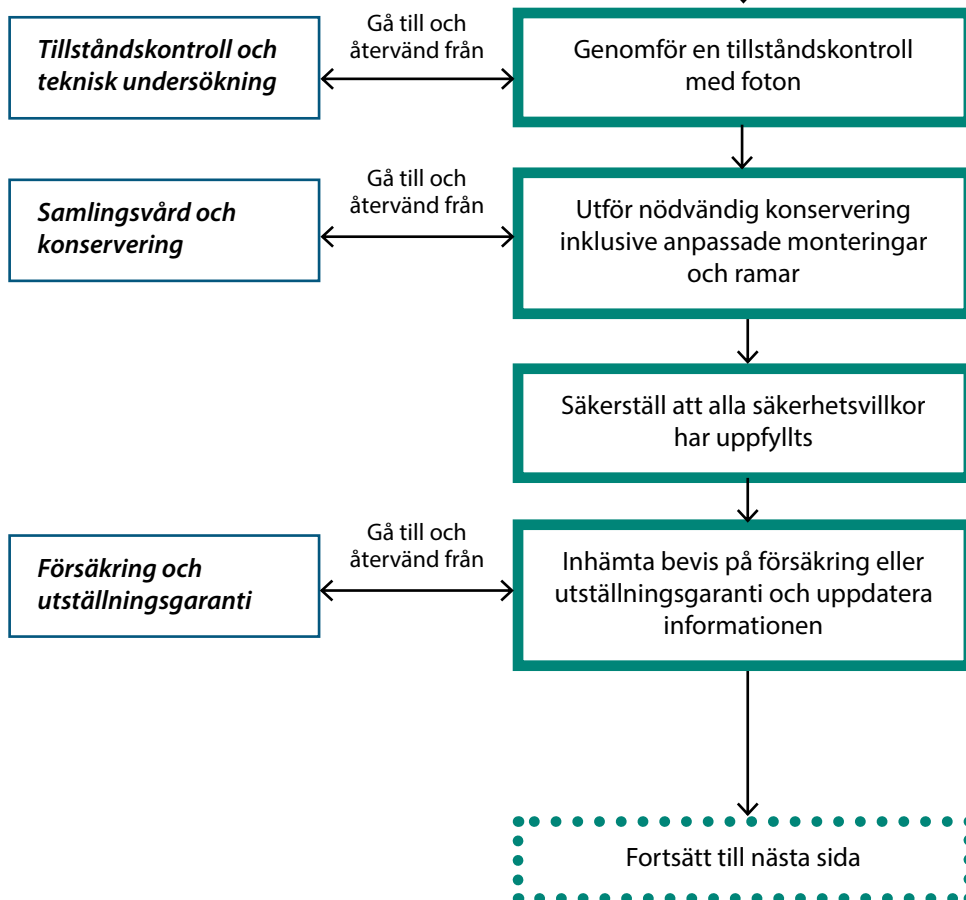 Tillståndskontroll och
teknisk undersökning
Gå till och
återvänd från
Genomför en tillståndskontroll
med foton
Samlingsvård och
konservering
Gå till och
återvänd från
Utför nödvändig konservering
inklusive anpassade monteringar
och ramar
Säkerställ att alla säkerhetsvillkor
har uppfyllts
Försäkring och
utställningsgaranti
Gå till och
återvänd från
Inhämta bevis på försäkring eller
utställningsgaranti och uppdatera
informationen
Fortsätt till nästa sida